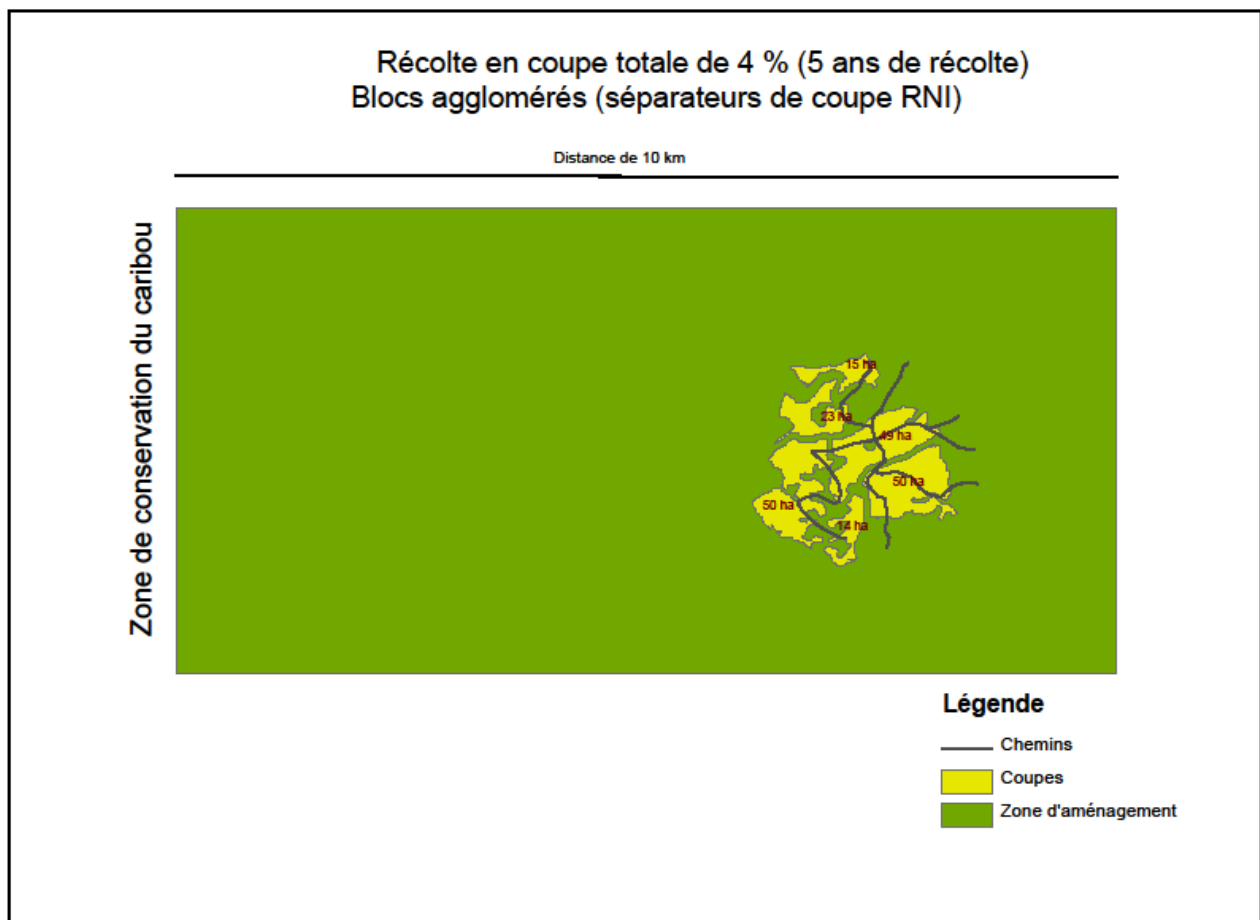 Récolte en coupe totale de 4 % (5 ans de récolte)
Blocs agglomérés (séparateurs de coupe RNI)
Distance de 10 km
Zone de conservation du caribou
15 ha
23 ha
49 ha
50 ha
50 ha
14 ha
Légende
Chemins
Coupes
Zone d'aménagement